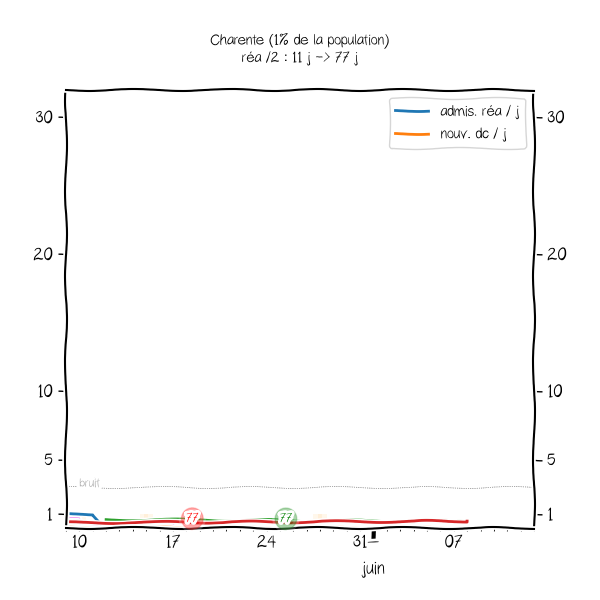 Charente (1% de la population)
réa /2 : 11 j -> 77 j
admis. réa / j
nouv. dc / j
30 30
20 20
10 10
5 5
bruit
1 77 77 1
10 17 24 31 07
juin